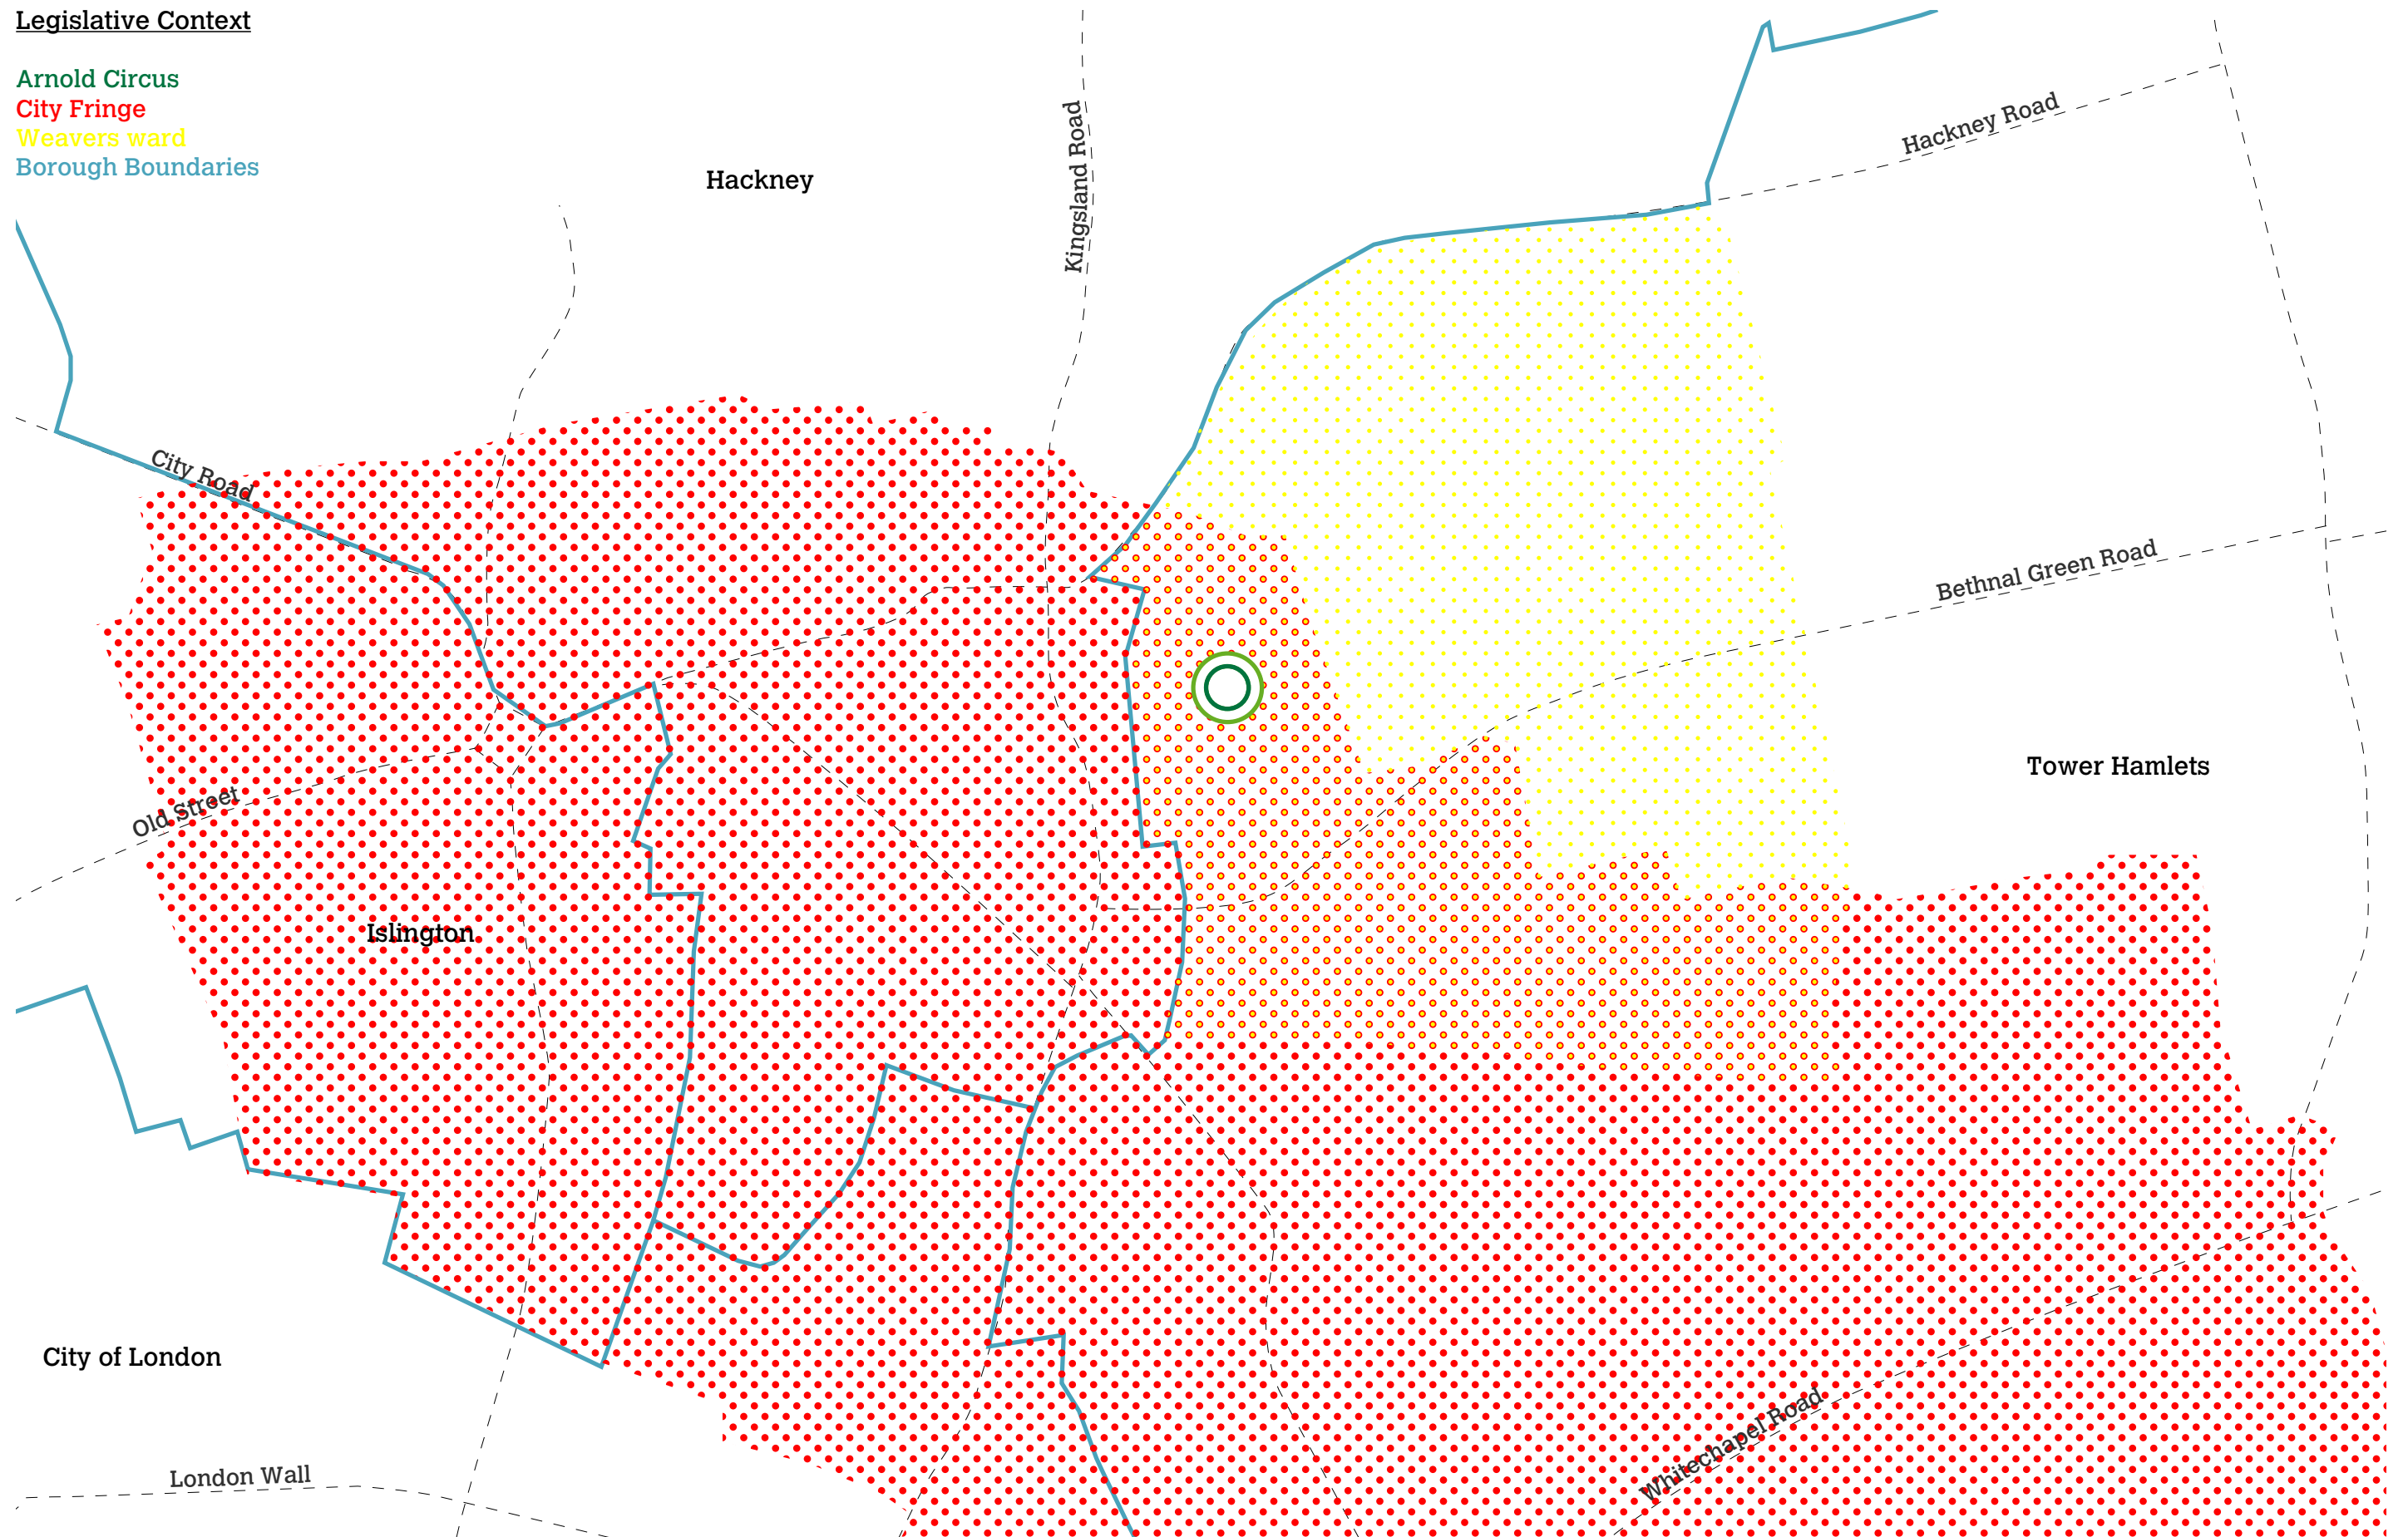 Legislative Context
Arnold Circus
City Fringe
Weavers ward
Borough Boundaries
Hackney
Kingsland Road
Hackney Road
City Road
Bethnal Green Road
Tower Hamlets
Old Street
Islington
City of London
Whitechapel Road
London Wall